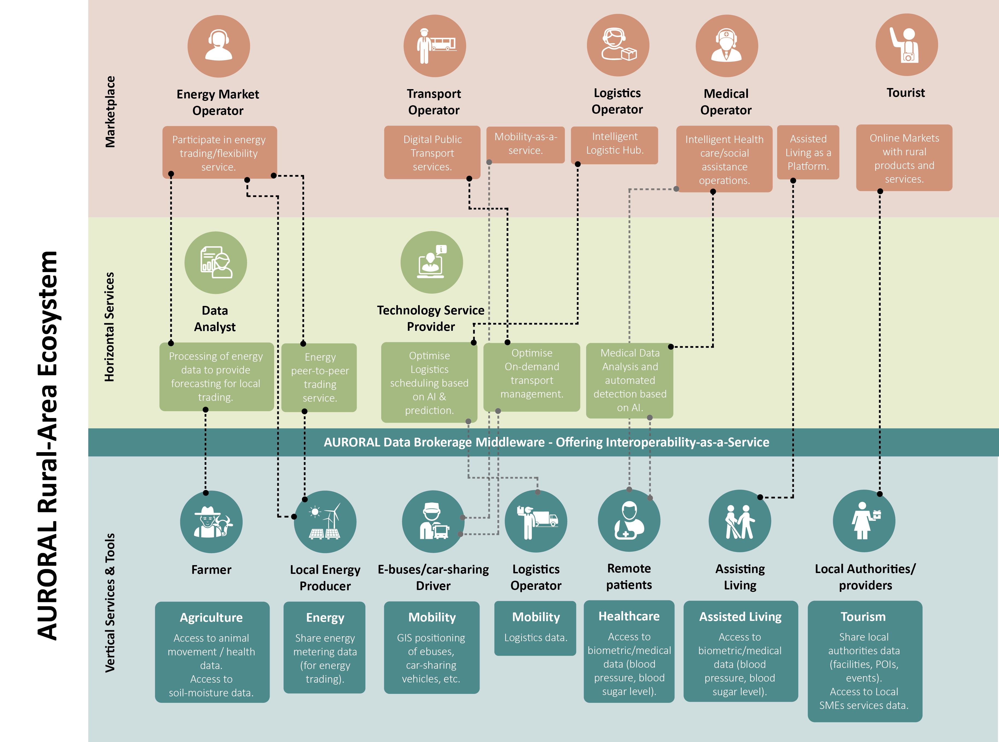 AURORAL Rural-Area Ecosystem
Marketplace
Energy Market
Operator
Participate in energy
trading/flexibility
service.
Transport
Operator
Digital Public
Transport
services.
Mobility-as-a-
service.
Logistics
Operator
Intelligent
Logistic Hub.
Medical
Operator
Intelligent Health
care/social
assistance
operations.
Assisted
Living as a
Platform.
Tourist
Online Markets
with rural
products and
services.
Horizontal Services
Data
Analyst
Processing of energy
data to provide
forecasting for local
trading.
Energy
peer-to-peer
trading
service.
i
Technology Service
Provider
Optimise
Logistics
scheduling based
on AI &
prediction.
Optimise
On-demand
transport
management.
Medical Data
Analysis and
automated
detection based
on AI.
AURORAL Data Brokerage Middleware - Offering Interoperability-as-a-Service
Vertical Services & Tools
Farmer
Agriculture
Access to animal
movement / health
data.
Access to
soil-moisture data.
Local Energy
Producer
Energy
Share energy
metering data
(for energy
trading).
E-buses/car-sharing
Driver
Mobility
GIS positioning
of ebuses,
car-sharing
vehicles, etc.
Logistics
Operator
Mobility
Logistics data.
Remote
patients
Healthcare
Access to
biometric/medical
data (blood
pressure, blood
sugar level).
Assisting
Living
Assisted Living
Access to
biometric/medical
data (blood
pressure, blood
sugar level).
Local Authorities/
providers
Tourism
Share local
authorities data
(facilities, POIs,
events).
Access to Local
SMEs services data.